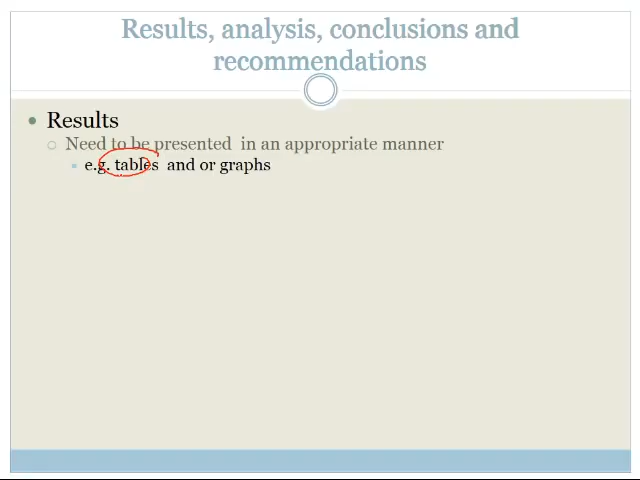 Results, analysis, conclusions and
recommendations
Results
Need to be presented in an appropriate manner
e.g. tables and or graphs